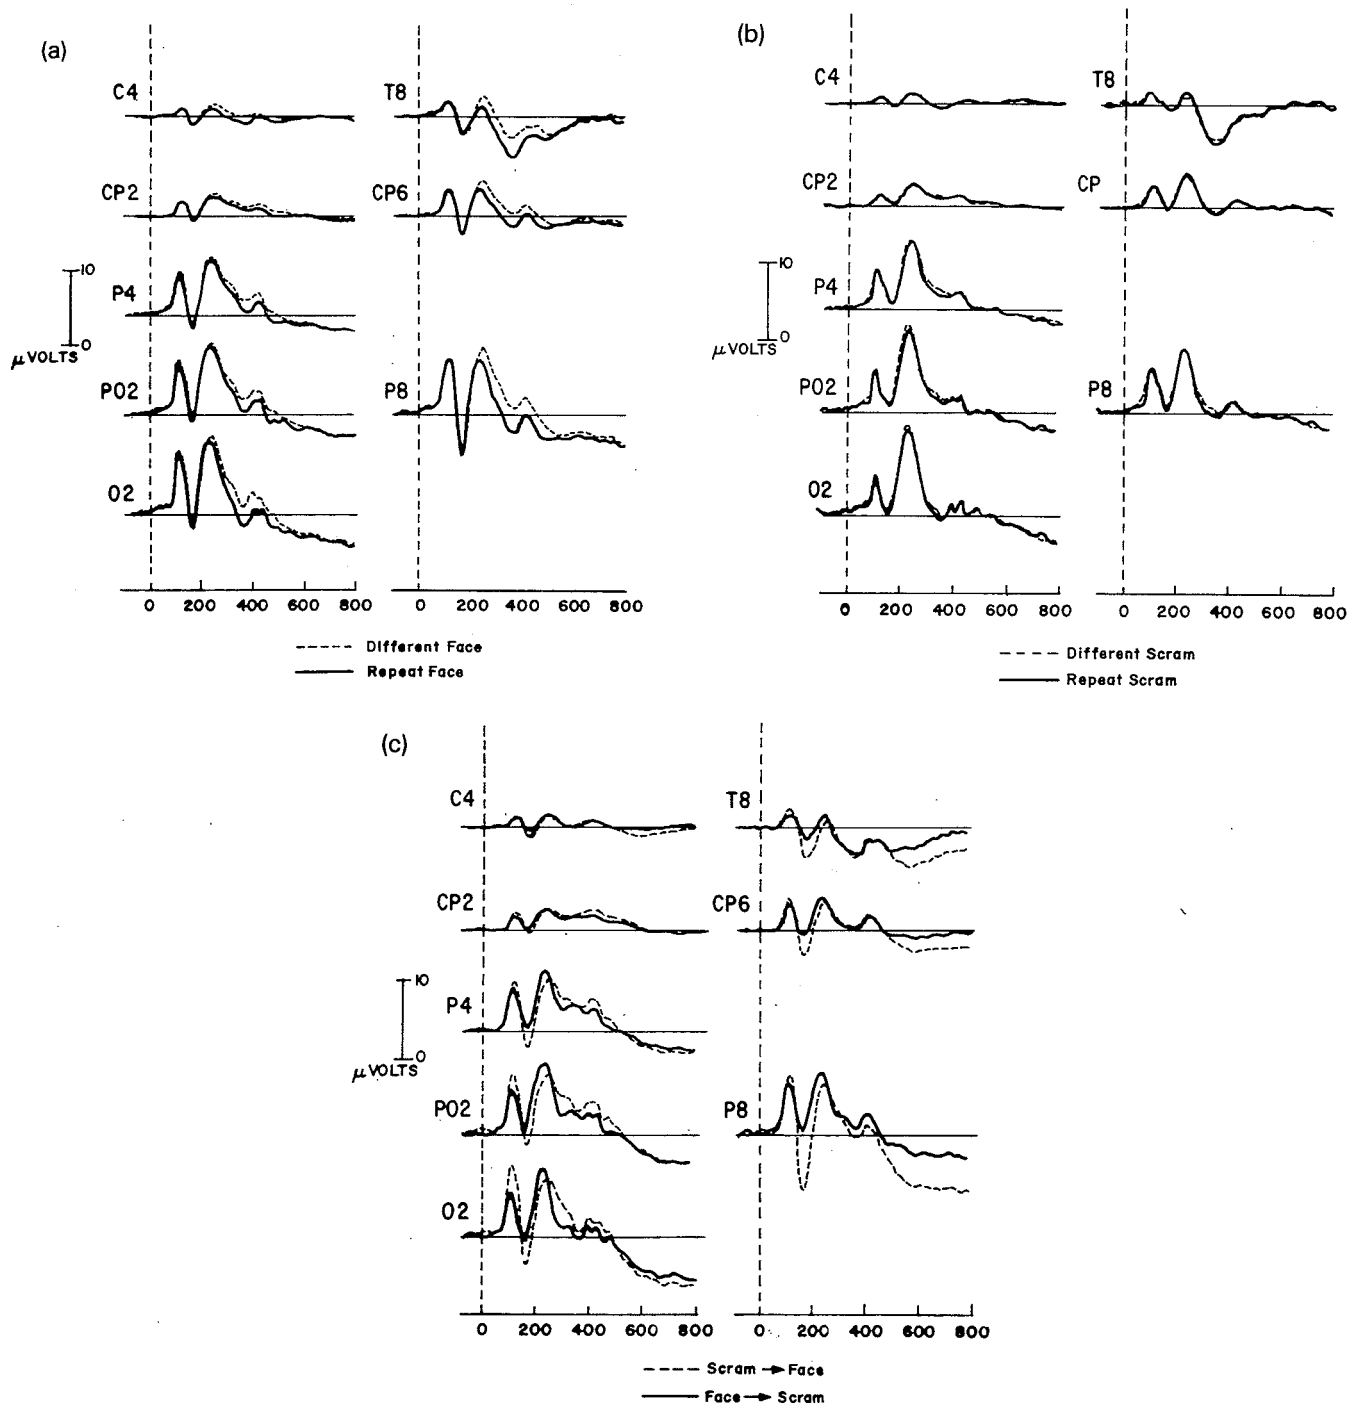 (a)
C4
T8
CP2
CP6
10
P4
0
μVOLTS
PO2
P8
O2
0 200 400 600 800
0 200 400 600 800
Different Face
Repeat Face
(b)
C4
T8
CP2
CP
10
P4
0
μVOLTS
PO2
P8
O2
0 200 400 600 800
0 200 400 600 800
Different Scram
Repeat Scram
(c)
C4
T8
CP2
CP6
10
P4
0
μVOLTS
PO2
P8
O2
0 200 400 600 800
0 200 400 600 800
Scram → Face
Face → Scram